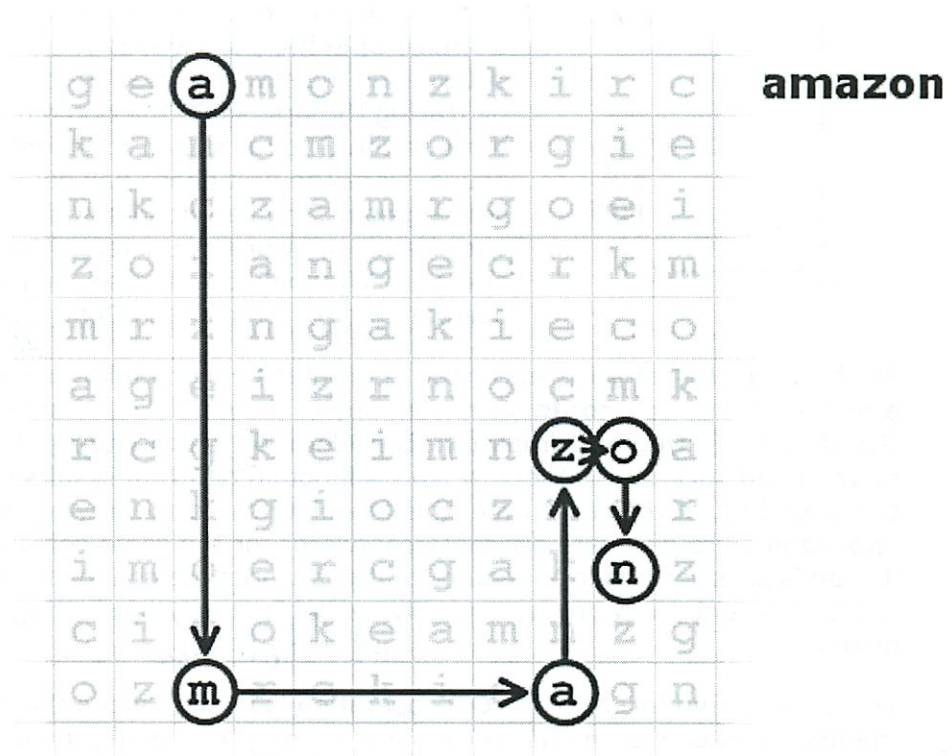 g e a m o n z k i r c amazon
k a n c m z o r g i e
n k c z a m r g o e i
z o i a n g e c r k m
m r z n g a k i e c o
a g e i z r n o c m k
r c g k e i m n z o a
e n k g i o c z r
i m o e r c g a k n z
c i o k e a m n z g
o z m k i a g n